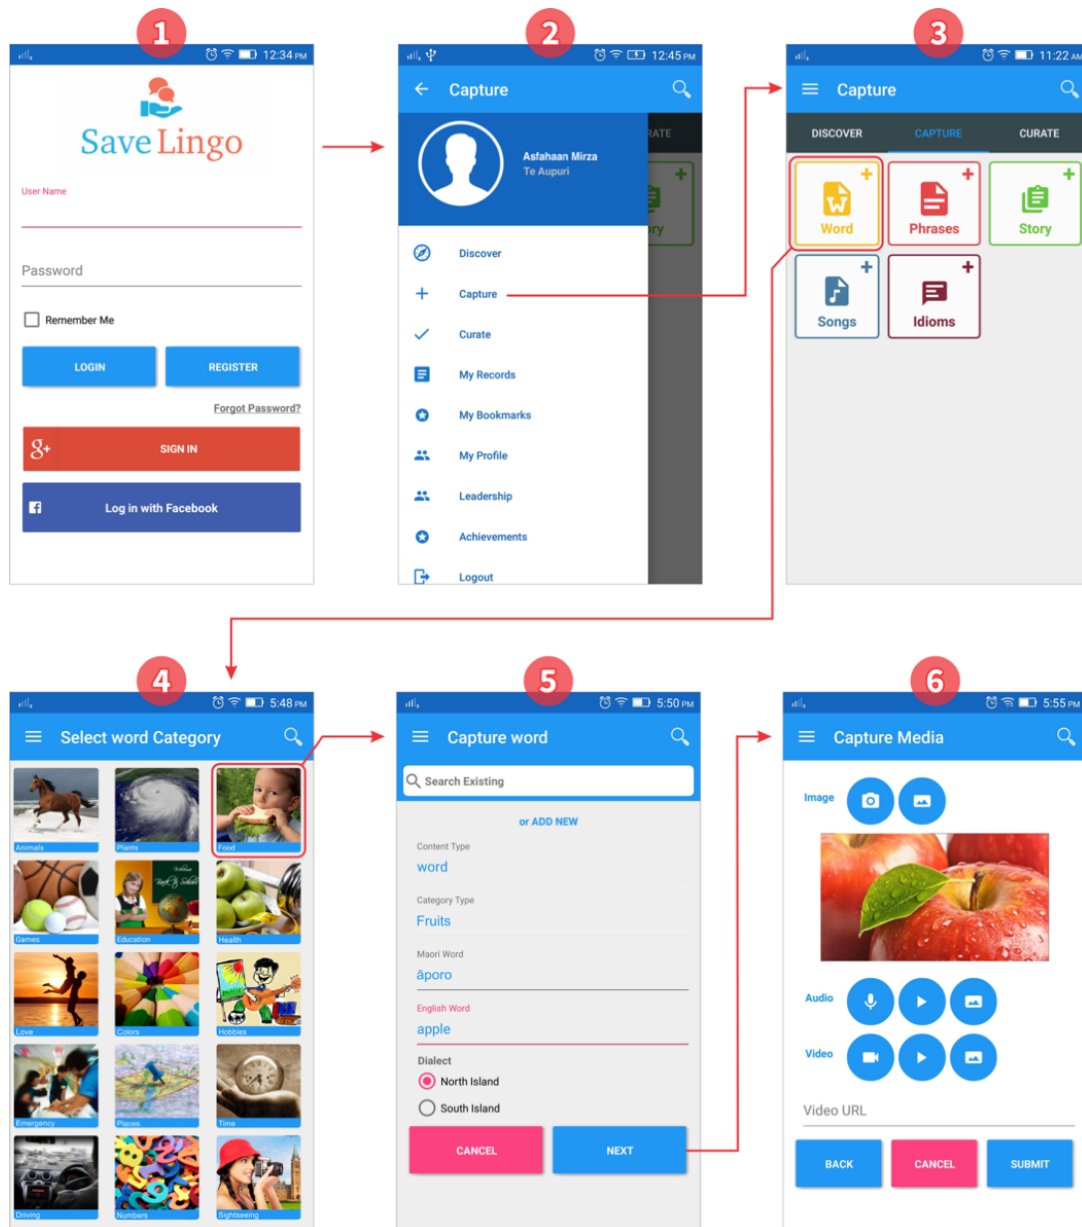 1
12:34 PM
Save Lingo
User Name
Password
Remember Me
LOGIN
REGISTER
Forgot Password?
g+
SIGN IN
f
Log in with Facebook
2
12:45 PM
Capture
RATE
Asfahaan Mirza
Te Aupuri
ry
Discover
Capture
Curate
My Records
My Bookmarks
My Profile
Leadership
Achievements
Logout
3
11:22 AM
Capture
DISCOVER
CAPTURE
CURATE
W
Word
Phrases
Story
Songs
Idioms
4
5:48 PM
Select word Category
Animals
Plants
Food
Welcome
Back To School
Games
Education
Health
Love
Colors
Hobbies
Emergency
Places
Time
Driving
Numbers
Sightseeing
5
5:50 PM
Capture word
Search Existing
or ADD NEW
Content Type
word
Category Type
Fruits
Maori Word
āporo
English Word
apple
Dialect
North Island
South Island
CANCEL
NEXT
6
5:55 PM
Capture Media
Image
Audio
Video
Video URL
BACK
CANCEL
SUBMIT